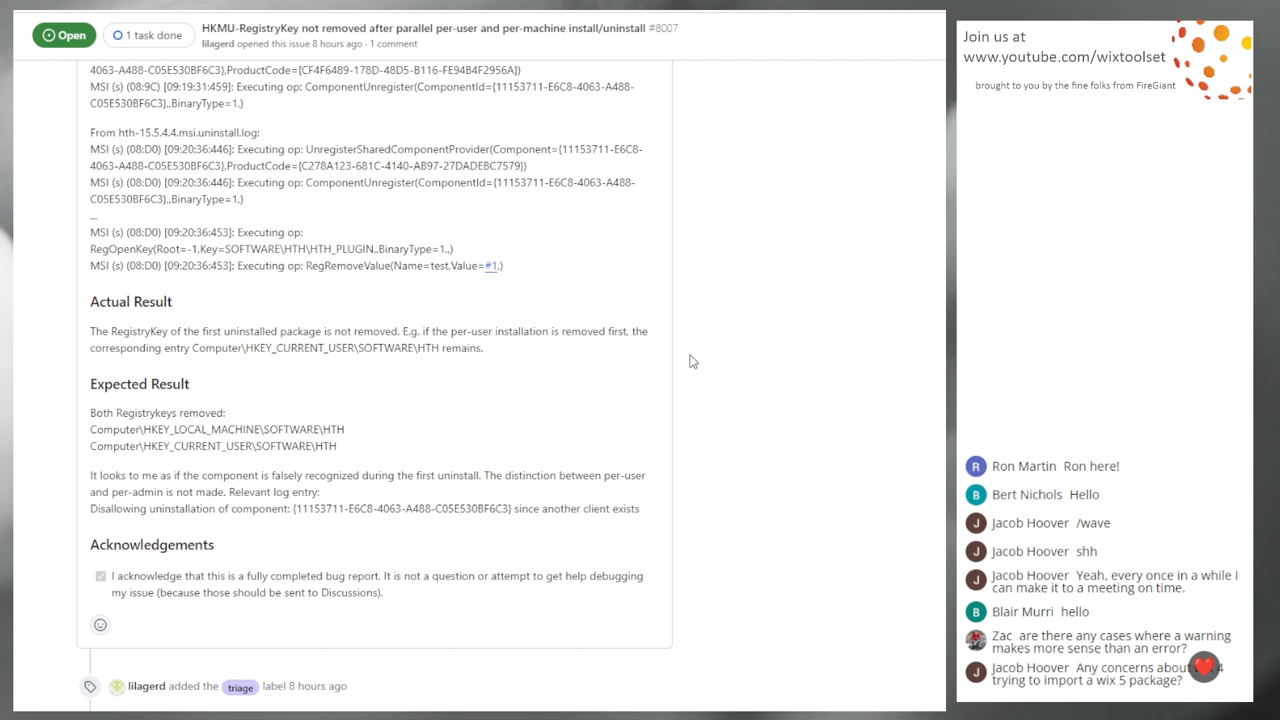 Open
1 task done
HKMU-RegistryKey not removed after parallel per-user and per-machine install/uninstall #8007
lilagerd opened this issue 8 hours ago · 1 comment
4063-A488-C05E530BF6C3},ProductCode={CF4F6489-178D-48D5-B116-FE94B4F2956A})
MSI (s) (08:9C) [09:19:31:459]: Executing op: ComponentUnregister(ComponentId={11153711-E6C8-4063-A488-
C05E530BF6C3},,BinaryType=1,)
From hth-15.5.4.4.msi.uninstall.log:
MSI (s) (08:D0) [09:20:36:446]: Executing op: UnregisterSharedComponentProvider(Component={11153711-E6C8-
4063-A488-C05E530BF6C3},ProductCode={C278A123-681C-4140-AB97-27DADEBC7579})
MSI (s) (08:D0) [09:20:36:446]: Executing op: ComponentUnregister(ComponentId={11153711-E6C8-4063-A488-
C05E530BF6C3},,BinaryType=1,)
...
MSI (s) (08:D0) [09:20:36:453]: Executing op:
RegOpenKey(Root=-1,Key=SOFTWARE\HTH\HTH_PLUGIN,,BinaryType=1,,)
MSI (s) (08:D0) [09:20:36:453]: Executing op: RegRemoveValue(Name=test,Value=#1,)
Actual Result
The RegistryKey of the first uninstalled package is not removed. E.g. if the per-user installation is removed first, the
corresponding entry Computer\HKEY_CURRENT_USER\SOFTWARE\HTH remains.
Expected Result
Both Registrykeys removed:
Computer\HKEY_LOCAL_MACHINE\SOFTWARE\HTH
Computer\HKEY_CURRENT_USER\SOFTWARE\HTH
It looks to me as if the component is falsely recognized during the first uninstall. The distinction between per-user
and per-admin is not made. Relevant log entry:
Disallowing uninstallation of component: {11153711-E6C8-4063-A488-C05E530BF6C3} since another client exists
Acknowledgements
I acknowledge that this is a fully completed bug report. It is not a question or attempt to get help debugging
my issue (because those should be sent to Discussions).
lilagerd added the triage label 8 hours ago
Join us at
www.youtube.com/wixtoolset
brought to you by the fine folks from FireGiant
R Ron Martin Ron here!
B Bert Nichols Hello
J Jacob Hoover /wave
J Jacob Hoover shh
J Jacob Hoover Yeah, every once in a while I
can make it to a meeting on time.
B Blair Murri hello
Zac are there any cases where a warning
makes more sense than an error?
J Jacob Hoover Any concerns about 4
trying to import a wix 5 package?